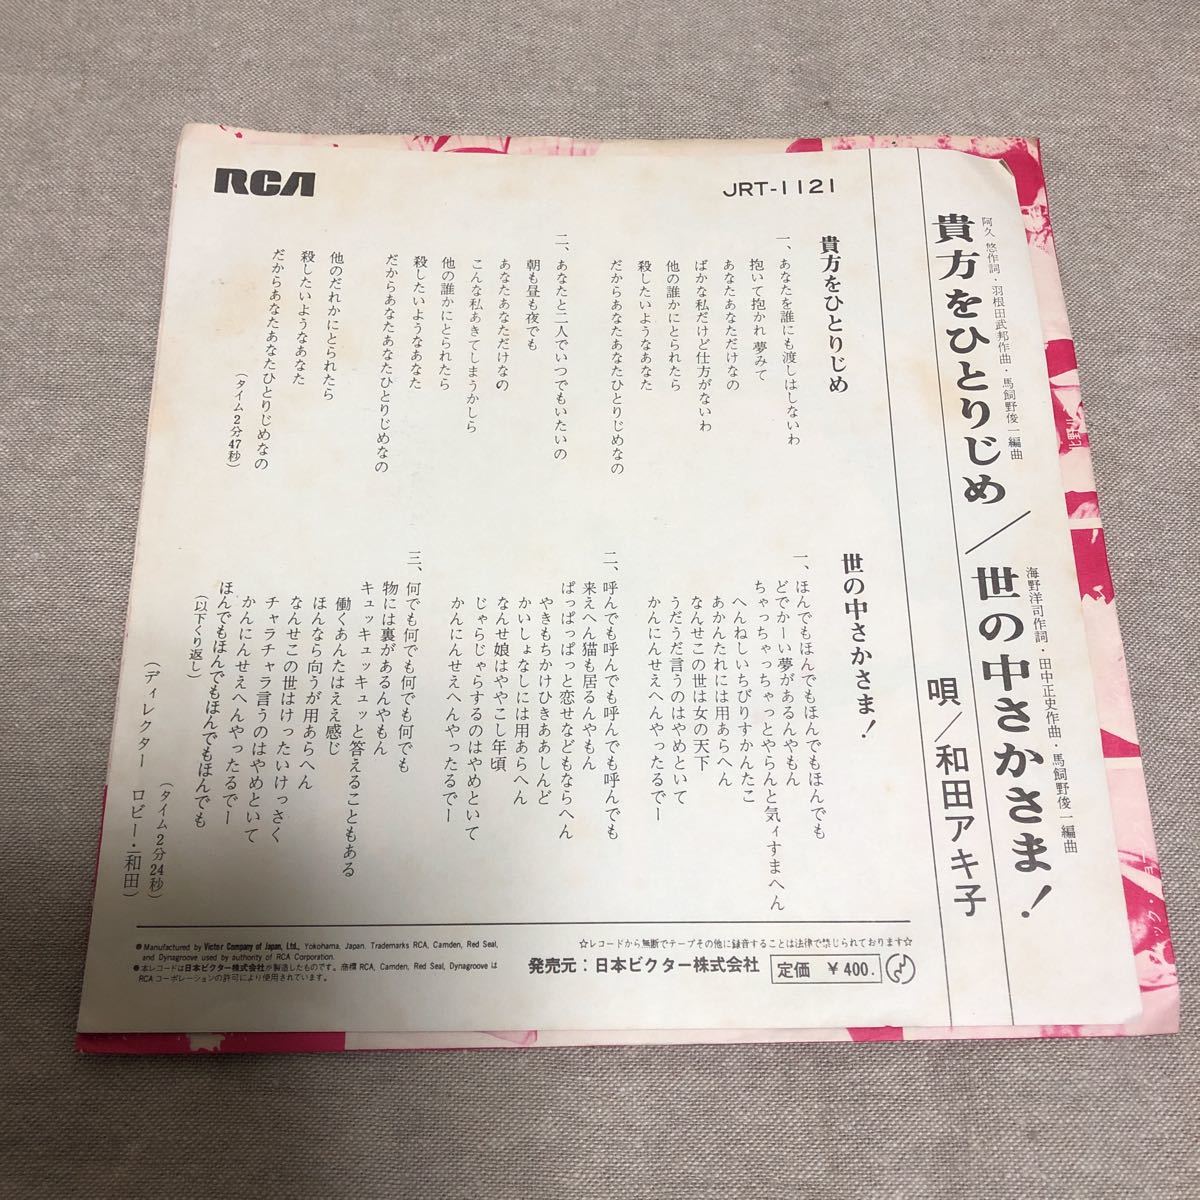 RCA
JRT-1121
阿久 悠作詞・羽根田武邦作曲・馬飼野俊一編曲
海野洋司作詞・田中正史作曲・馬飼野俊一編曲
貴方をひとりじめ／世の中さかさま！
唄／和田アキ子
貴方をひとりじめ
一、あなたを誰にも渡しはしないわ
抱いて抱かれ 夢みて
あなたあなただけなの
ばかな私だけど仕方がないわ
他の誰かにとられたら
殺したいようなあなた
だからあなたあなたひとりじめなの
二、あなたと二人でいつでもいたいの
朝も昼も夜でも
あなたあなただけなの
こんな私あきてしまうかしら
他の誰かにとられたら
殺したいようなあなた
だからあなたあなたひとりじめなの
他のだれかにとられたら
殺したいようなあなた
だからあなたあなたひとりじめなの
（タイム2分47秒）
世の中さかさま！
一、ほんでもほんでもほんでもほんでも
どでかーい夢があるんやもん
ちゃっちゃっちゃっとやらんと気ィすまへん
へんねしいちびりすかんたこ
あかんたれには用あらへん
なんせこの世は女の天下
うだうだ言うのはやめといて
かんにんせえへんやったるでー
二、呼んでも呼んでも呼んでも呼んでも
来えへん猫も居るんやもん
ぱっぱっぱっと恋せなどもならへん
やきもちかけひきああしんど
かいしょなしには用あらへん
なんせ娘はややこし年頃
じゃらじゃらするのはやめといて
かんにんせえへんやったるでー
三、何でも何でも何でも何でも
物には裏があるんやもん
キュッキュッキュッと答えることもある
働くあんたはええ感じ
ほんなら向うが用あらへん
なんせこの世はけったいけっさく
チャラチャラ言うのはやめといて
かんにんせえへんやったるでー
ほんでもほんでもほんでもほんでも
（以下くり返し）
（タイム2分24秒）
（ディレクター ロビー・和田）
● Manufactured by Victor Company of Japan, Ltd., Yokohama, Japan. Trademarks RCA, Camden, Red Seal,
and Dynagroove used by authority of RCA Corporation.
● 本レコードは日本ビクター株式会社が製造したものです。商標 RCA, Camden, Red Seal, Dynagroove は
RCAコーポレーションの許可により使用されています。
☆レコードから無断でテープその他に録音することは法律で禁じられております☆
発売元：日本ビクター株式会社
定価 ¥400.